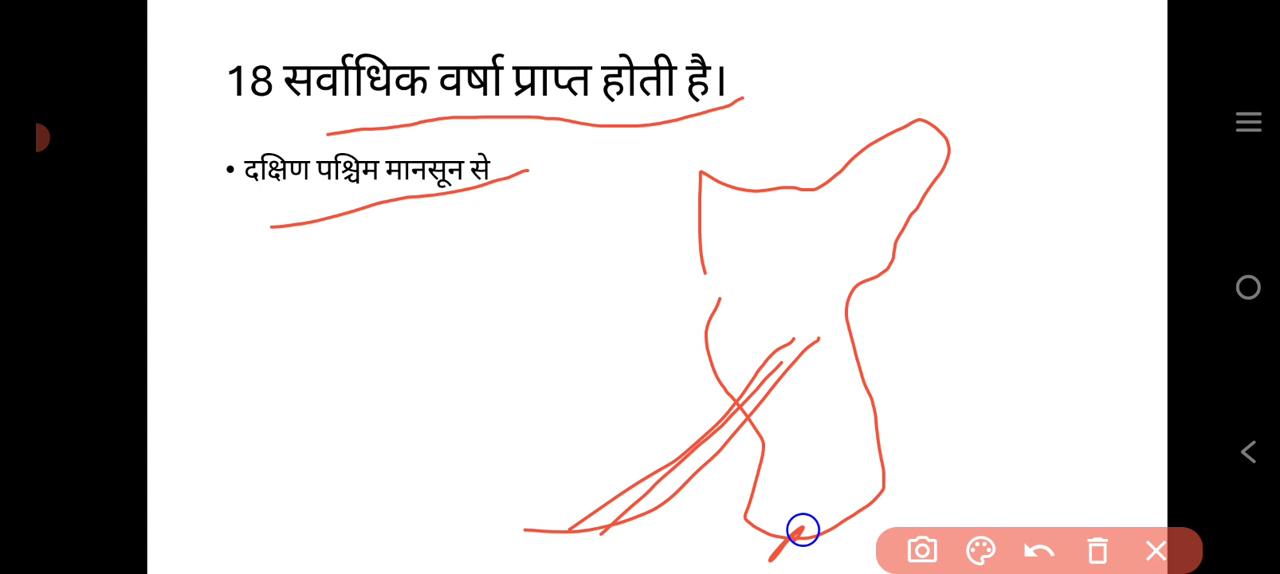 18 सर्वाधिक वर्षा प्राप्त होती है।
• दक्षिण पश्चिम मानसून से